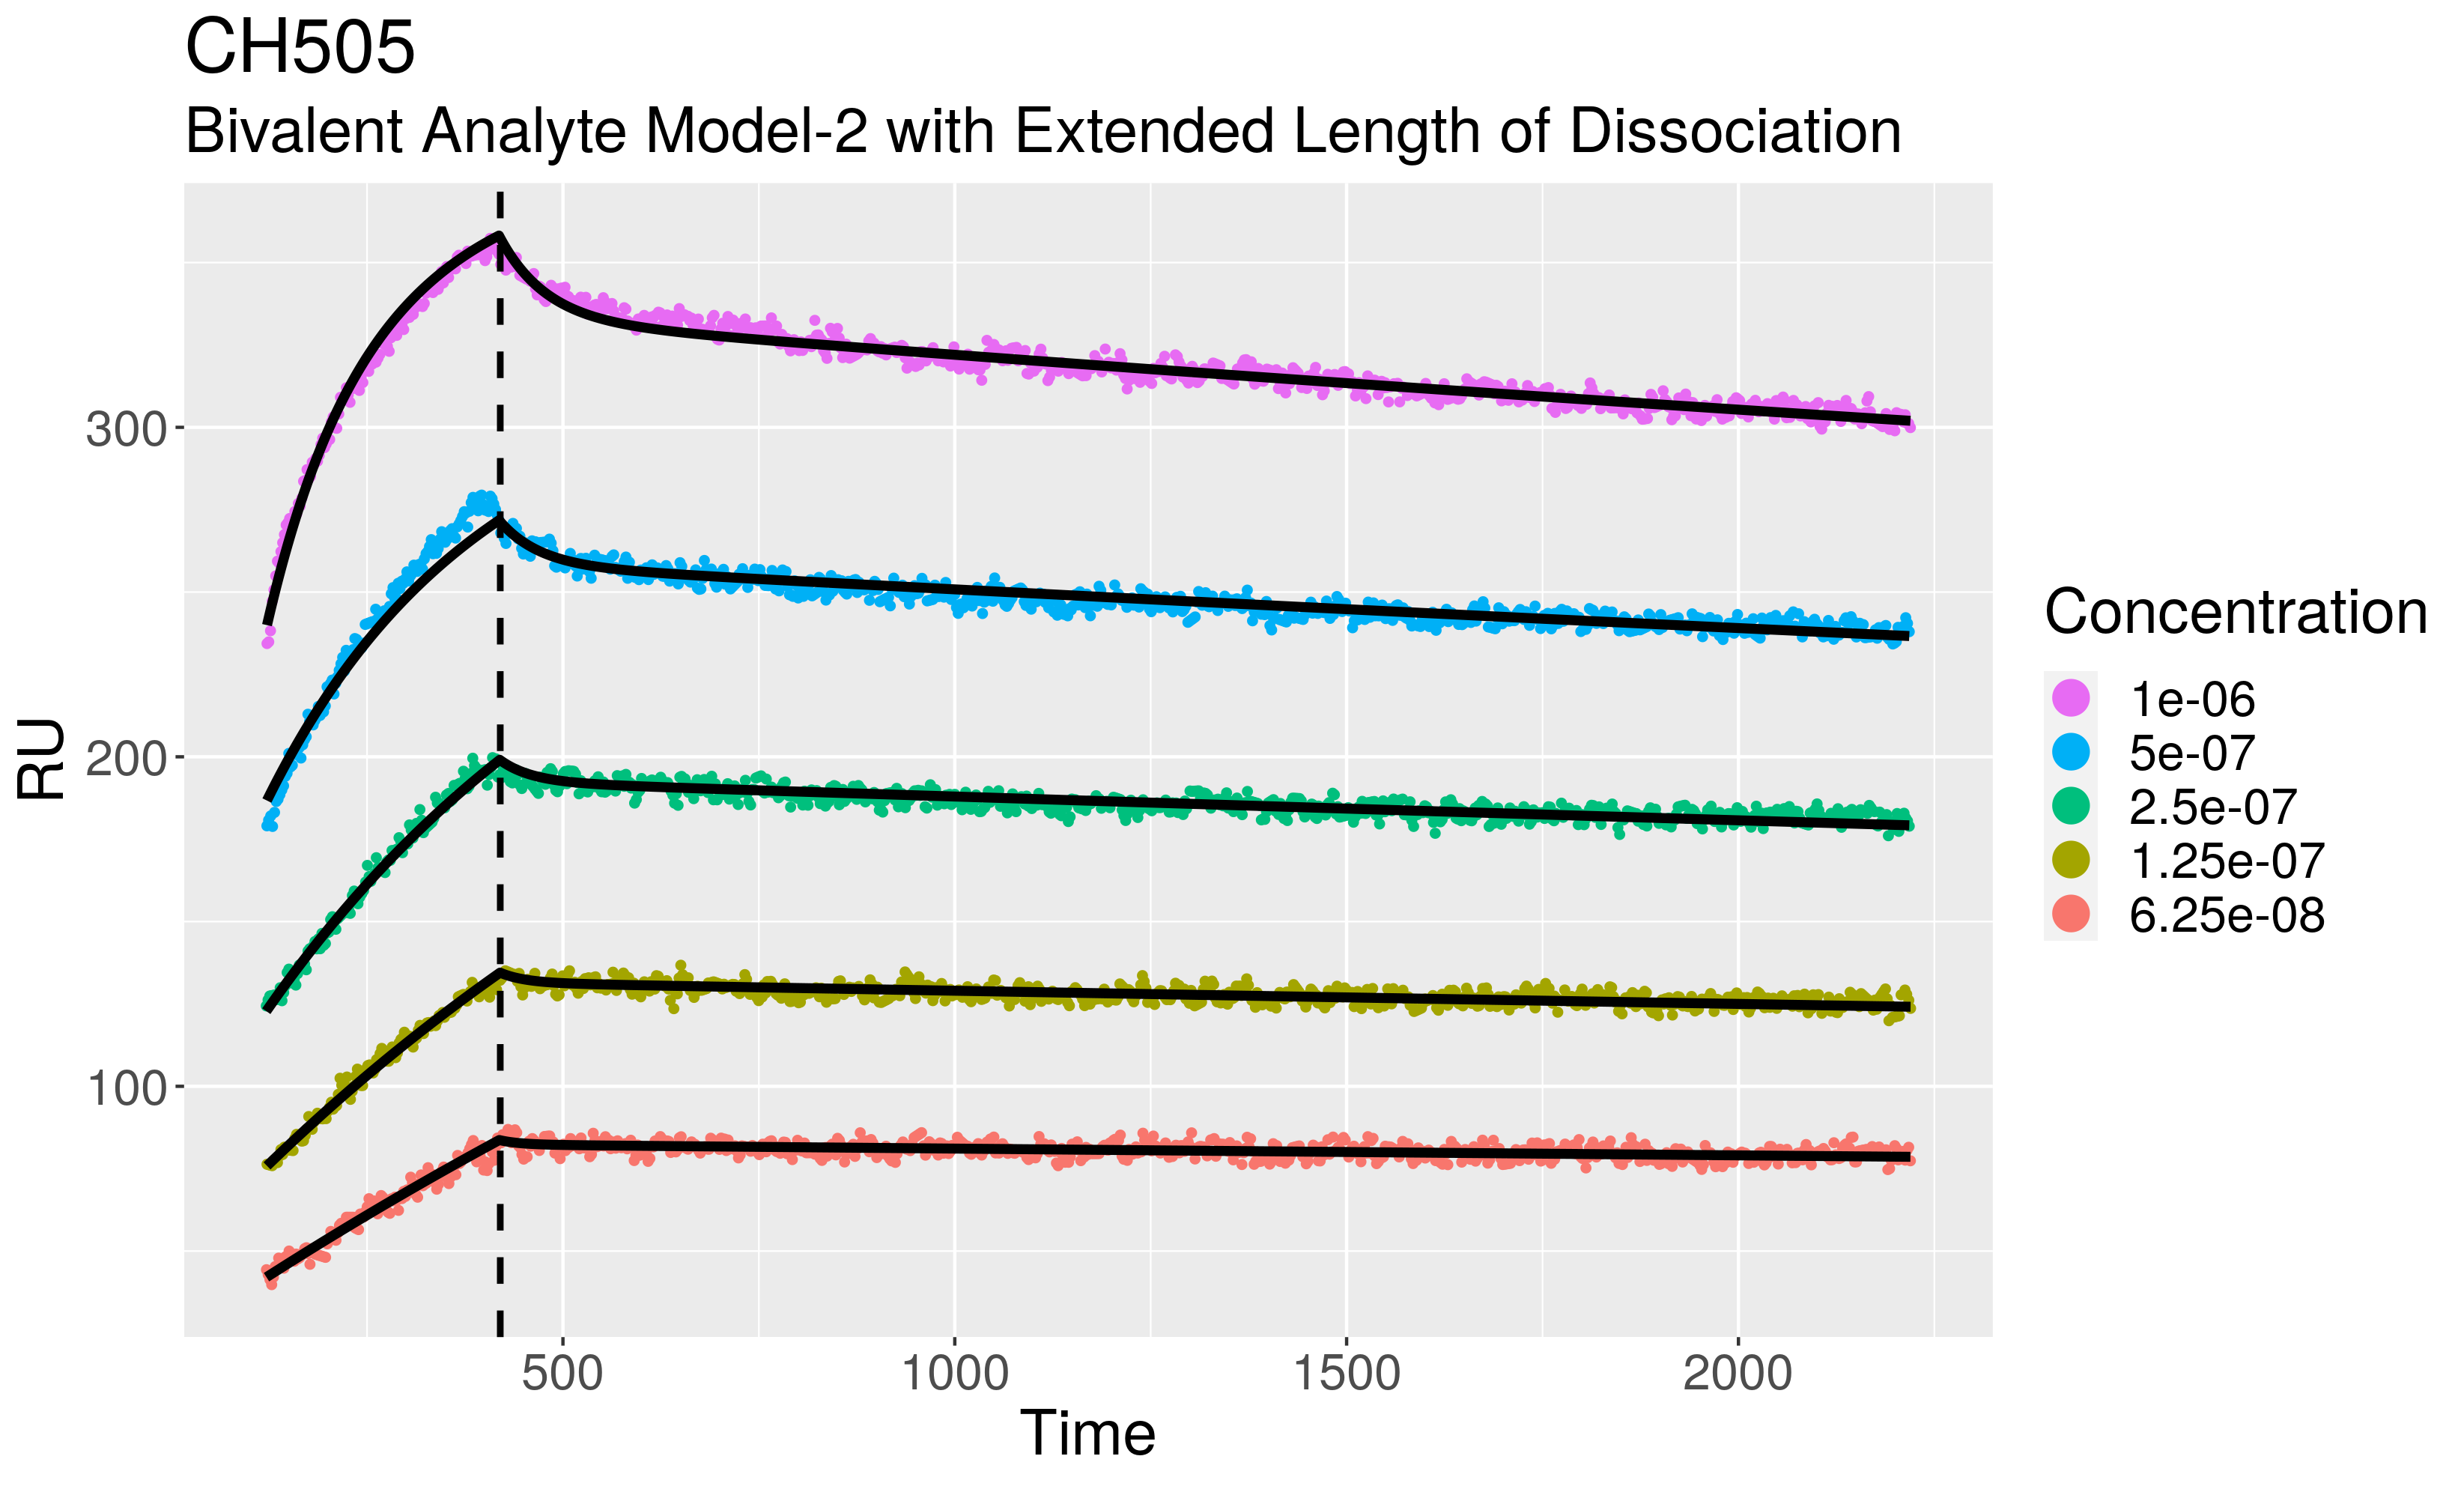 CH505
Bivalent Analyte Model-2 with Extended Length of Dissociation
RU
300
200
100
500 1000 1500 2000
Time
Concentration
1e-06
5e-07
2.5e-07
1.25e-07
6.25e-08